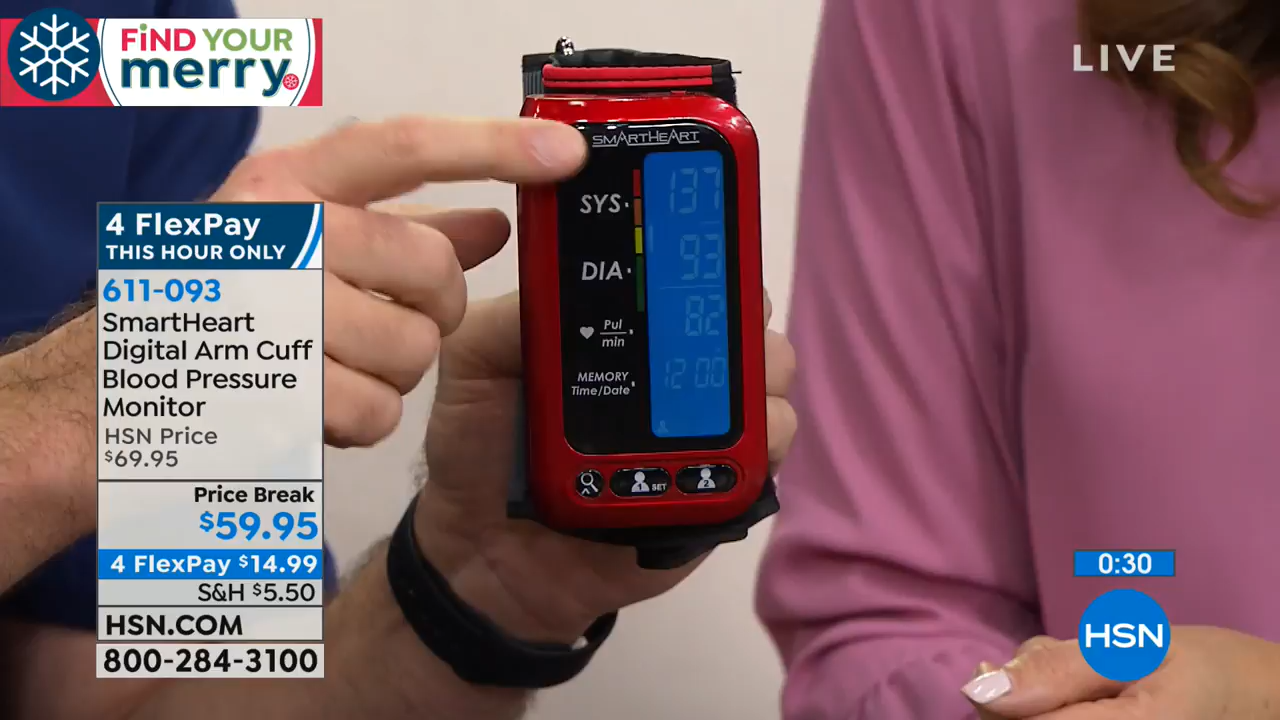 FiND YOUR
merry
LIVE
4 FlexPay
THIS HOUR ONLY
611-093
SmartHeart
Digital Arm Cuff
Blood Pressure
Monitor
HSN Price
$69.95
Price Break
$59.95
4 FlexPay $14.99
S&H $5.50
HSN.COM
800-284-3100
SMARTHEART
SYS
137
DIA
93
Pul
min
82
MEMORY
Time/Date
12 00
1 SET
2
0:30
HSN